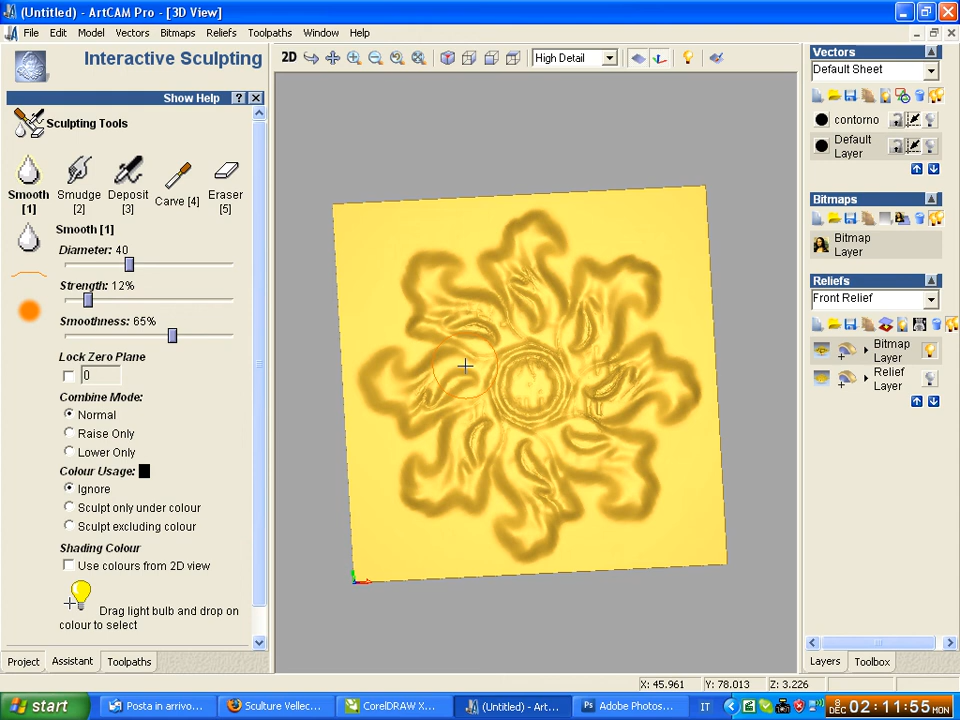 (Untitled) - ArtCAM Pro - [3D View]
File Edit Model Vectors Bitmaps Reliefs Toolpaths Window Help
Interactive Sculpting
Show Help ?
Sculpting Tools
Smooth [1]
Smudge [2]
Deposit [3]
Carve [4]
Eraser [5]
Smooth [1]
Diameter: 40
Strength: 12%
Smoothness: 65%
Lock Zero Plane
0
Combine Mode:
Normal
Raise Only
Lower Only
Colour Usage:
Ignore
Sculpt only under colour
Sculpt excluding colour
Shading Colour
Use colours from 2D view
Drag light bulb and drop on
colour to select
Project Assistant Toolpaths
2D High Detail
Vectors
Default Sheet
contorno
Default
Layer
Bitmaps
Bitmap
Layer
Reliefs
Front Relief
Bitmap
Layer
Relief
Layer
Layers Toolbox
X: 45.961 Y: 78.013 Z: 3.226
start Posta in arrivo... Sculture Vellec... CorelDRAW X... (Untitled) - Art... Adobe Photos... IT 8 DEC 02:11:55 MON